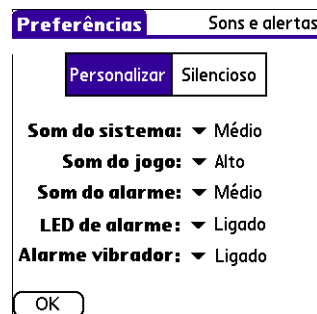 Preferências Sons e alertas
Personalizar Silencioso
Som do sistema: Médio
Som do jogo: Alto
Som do alarme: Médio
LED de alarme: Ligado
Alarme vibrador: Ligado
OK